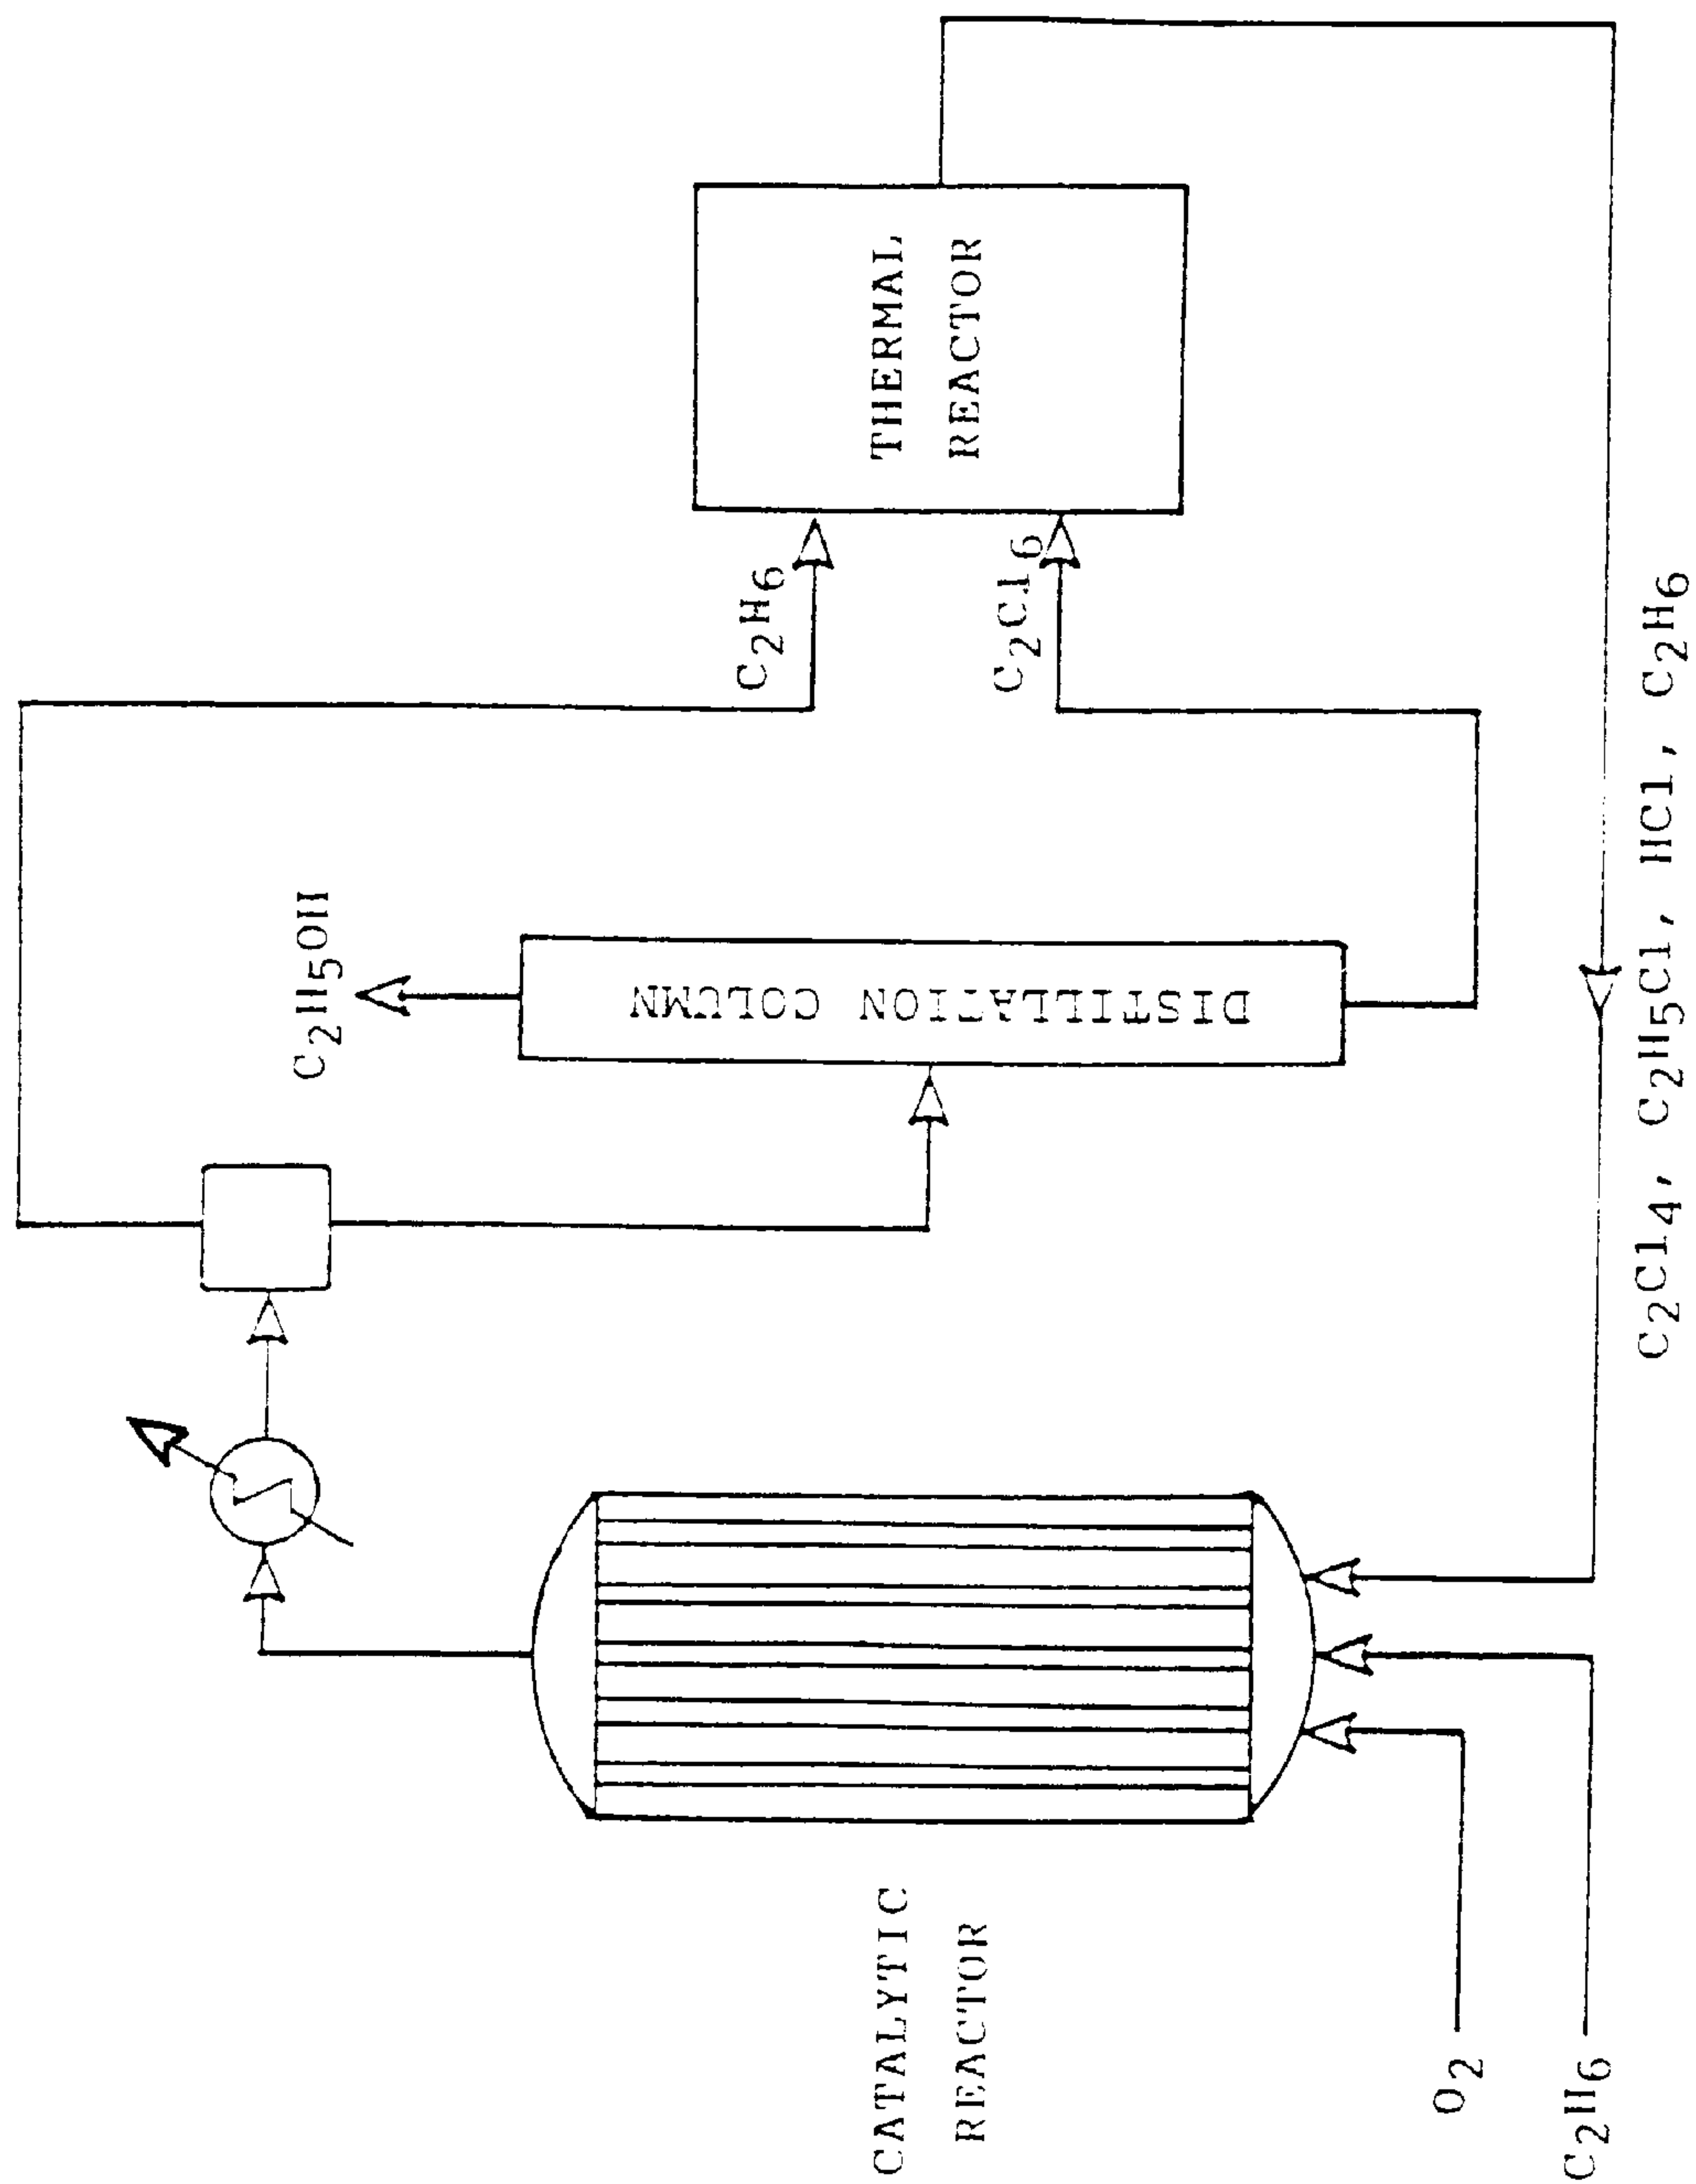 CATALYTIC
REACTOR
O2
C2H6
C2H5OH
DISTILLATION COLUMN
C2H6
C2Cl6
THERMAL
REACTOR
C2Cl4, C2H5Cl, HCl, C2H6